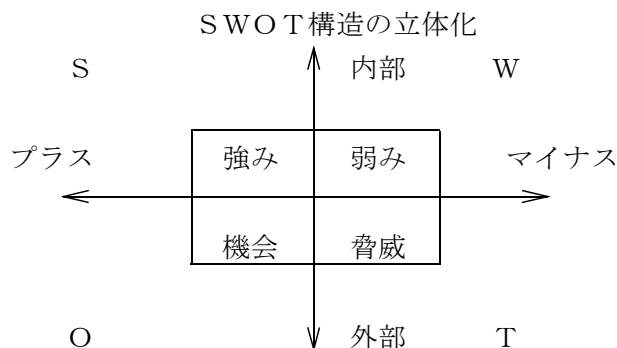 ＳＷＯＴ構造の立体化
Ｓ 内部 Ｗ
プラス 強み 弱み マイナス
機会 脅威
Ｏ 外部 Ｔ